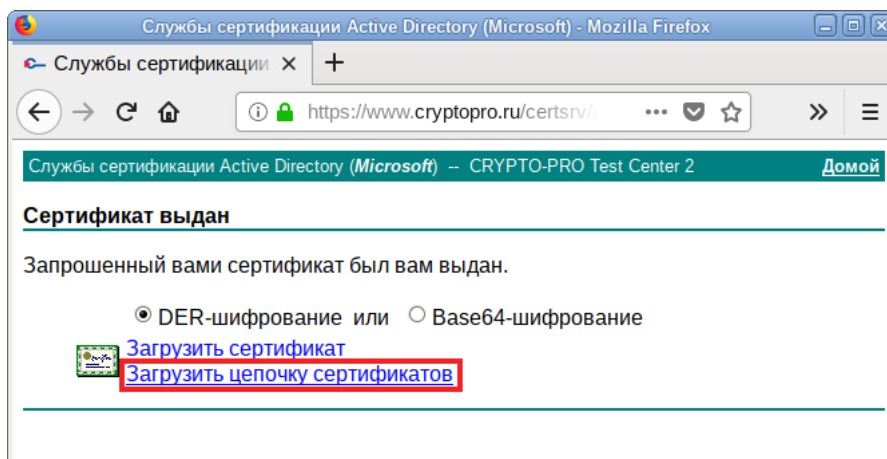 Службы сертификации Active Directory (Microsoft) - Mozilla Firefox
Службы сертификации
https://www.cryptopro.ru/certsrv/
Службы сертификации Active Directory (Microsoft) -- CRYPTO-PRO Test Center 2 Домой
Сертификат выдан
Запрошенный вами сертификат был вам выдан.
DER-шифрование или Base64-шифрование
Загрузить сертификат
Загрузить цепочку сертификатов